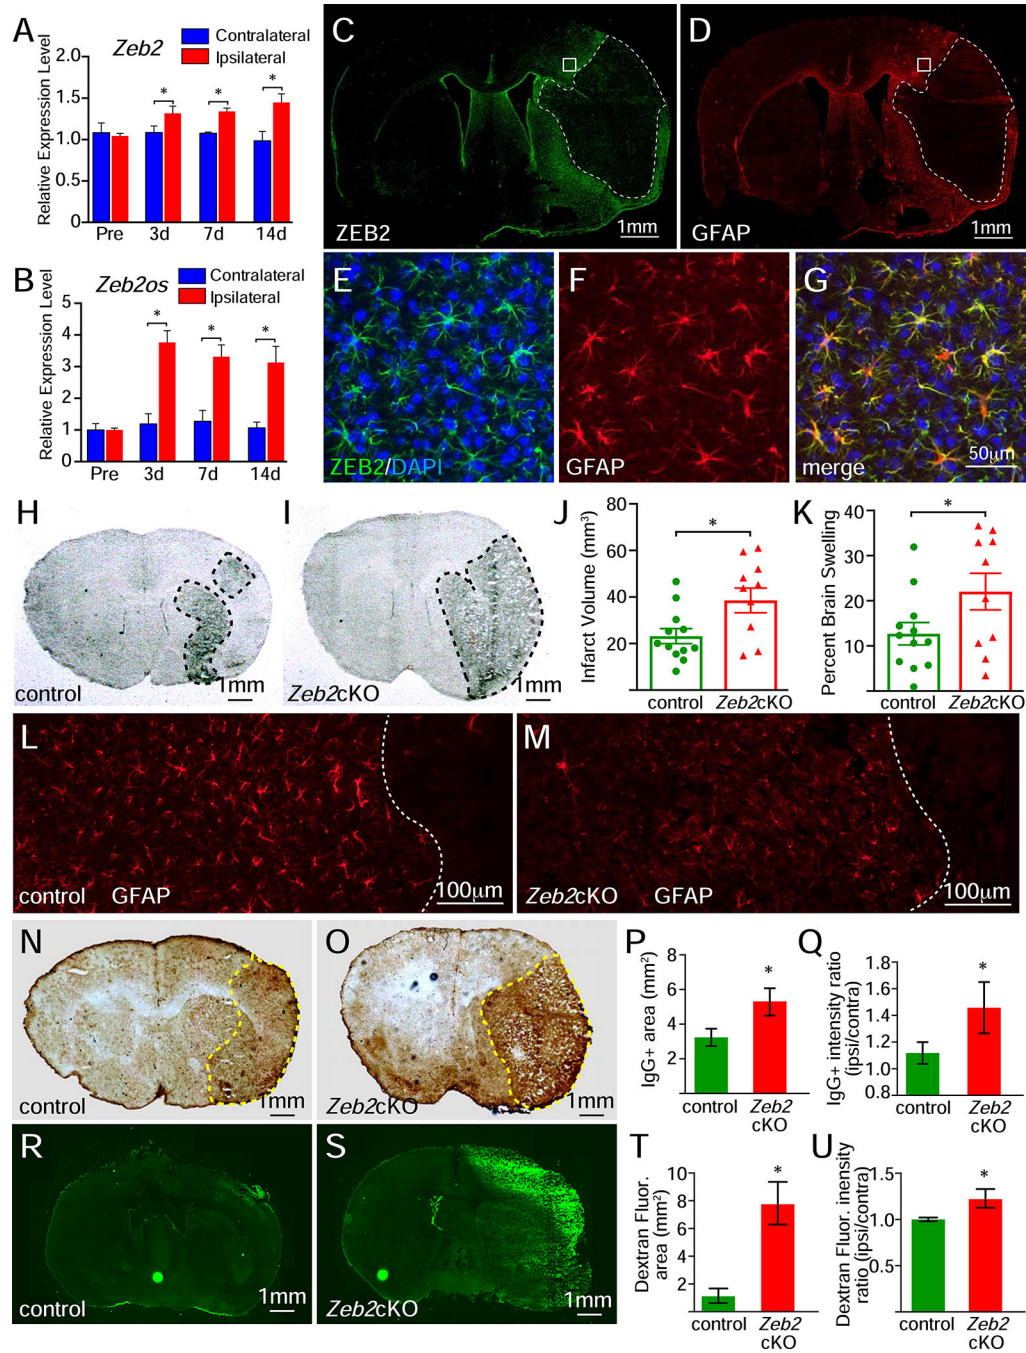 A
Zeb2
Contralateral
Ipsilateral
Relative Expression Level
2.0
1.5
1.0
0.5
0
* * *
Pre 3d 7d 14d
B
Zeb2os
Contralateral
Ipsilateral
Relative Expression Level
5
4
3
2
1
0
* * *
Pre 3d 7d 14d
C
ZEB2
1mm
D
GFAP
1mm
E
ZEB2/DAPI
F
GFAP
G
merge
50μm
H
control
1mm
I
Zeb2cKO
1mm
J
Infarct Volume (mm³)
80
60
40
20
*
control Zeb2cKO
K
Percent Brain Swelling
40
30
20
10
0
*
control Zeb2cKO
L
control GFAP
100μm
M
Zeb2cKO GFAP
100μm
N
control
1mm
O
Zeb2cKO
1mm
P
IgG+ area (mm²)
8
6
4
2
*
control Zeb2
cKO
Q
IgG+ intensity ratio
(ipsi/contra)
1.8
1.6
1.4
1.2
1.0
0.8
*
control Zeb2
cKO
R
control
1mm
S
Zeb2cKO
1mm
T
Dextran Fluor.
area (mm²)
10
8
6
4
2
*
control Zeb2
cKO
U
Dextran Fluor. inensity
ratio (ipsi/contra)
1.5
1.0
0.5
*
control Zeb2
cKO